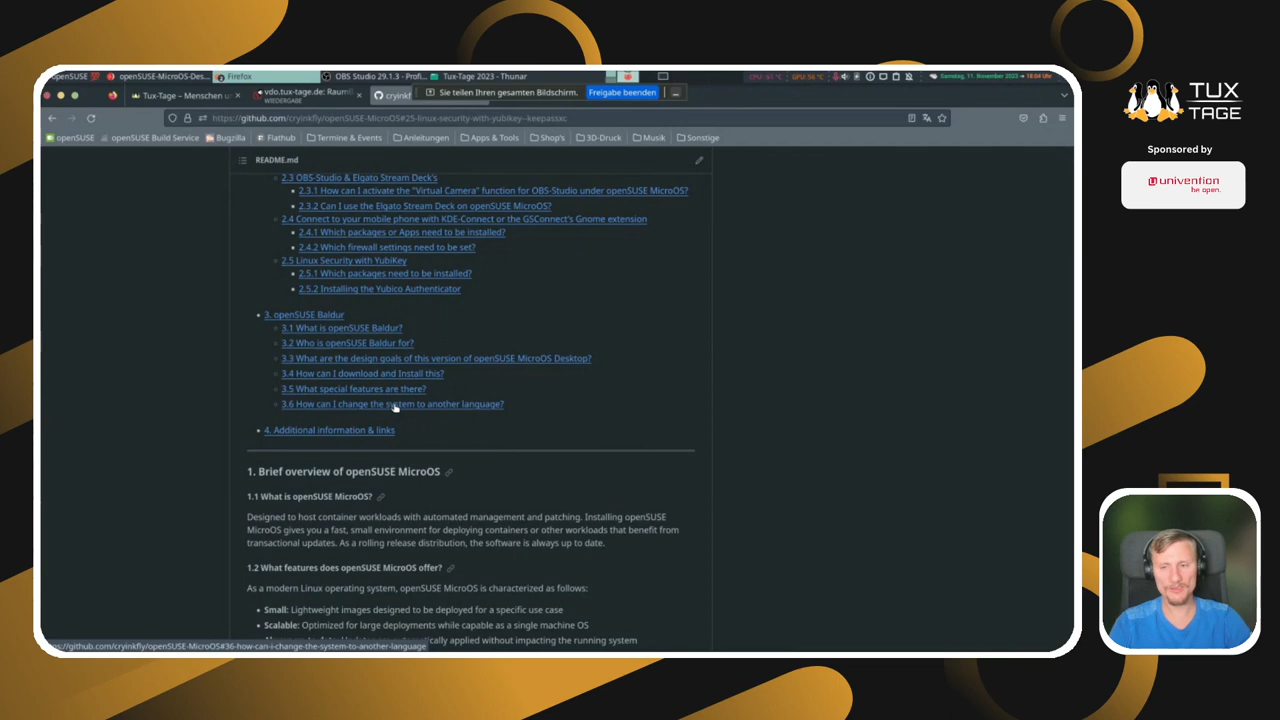 openSUSE
openSUSE-MicroOS-Des...
Firefox
OBS Studio 29.1.3 - Profi...
Tux-Tage 2023 - Thunar
Samstag, 11. November 2023 → 18:04 Uhr
Tux-Tage – Menschen u
vdo.tux-tage.de: Raum
WIEDERGABE
cryinkf
Sie teilen Ihren gesamten Bildschirm.
Freigabe beenden
https://github.com/cryinkfly/openSUSE-MicroOS#25-linux-security-with-yubikey--keepassxc
openSUSE
openSUSE Build Service
Bugzilla
Flathub
Termine & Events
Anleitungen
Apps & Tools
Shop's
3D-Druck
Musik
Sonstige
README.md
2.3 OBS-Studio & Elgato Stream Deck's
2.3.1 How can I activate the "Virtual Camera" function for OBS-Studio under openSUSE MicroOS?
2.3.2 Can I use the Elgato Stream Deck on openSUSE MicroOS?
2.4 Connect to your mobile phone with KDE-Connect or the GSConnect's Gnome extension
2.4.1 Which packages or Apps need to be installed?
2.4.2 Which firewall settings need to be set?
2.5 Linux Security with YubiKey
2.5.1 Which packages need to be installed?
2.5.2 Installing the Yubico Authenticator
3. openSUSE Baldur
3.1 What is openSUSE Baldur?
3.2 Who is openSUSE Baldur for?
3.3 What are the design goals of this version of openSUSE MicroOS Desktop?
3.4 How can I download and Install this?
3.5 What special features are there?
3.6 How can I change the system to another language?
4. Additional information & links
1. Brief overview of openSUSE MicroOS
1.1 What is openSUSE MicroOS?
Designed to host container workloads with automated management and patching. Installing openSUSE
MicroOS gives you a fast, small environment for deploying containers or other workloads that benefit from
transactional updates. As a rolling release distribution, the software is always up to date.
1.2 What features does openSUSE MicroOS offer?
As a modern Linux operating system, openSUSE MicroOS is characterized as follows:
Small: Lightweight images designed to be deployed for a specific use case
Scalable: Optimized for large deployments while capable as a single machine OS
applied without impacting the running system
github.com/cryinkfly/openSUSE-MicroOS#36-how-can-i-change-the-system-to-another-language
TUX
TAGE
Sponsored by
univention
be open.